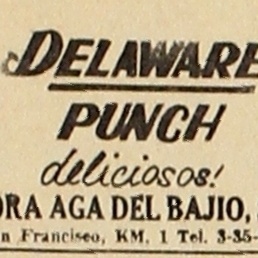 DELAWARE
PUNCH
deliciosos!
ORA AGA DEL BAJIO,
n Francisco, KM. 1 Tel. 3-35-